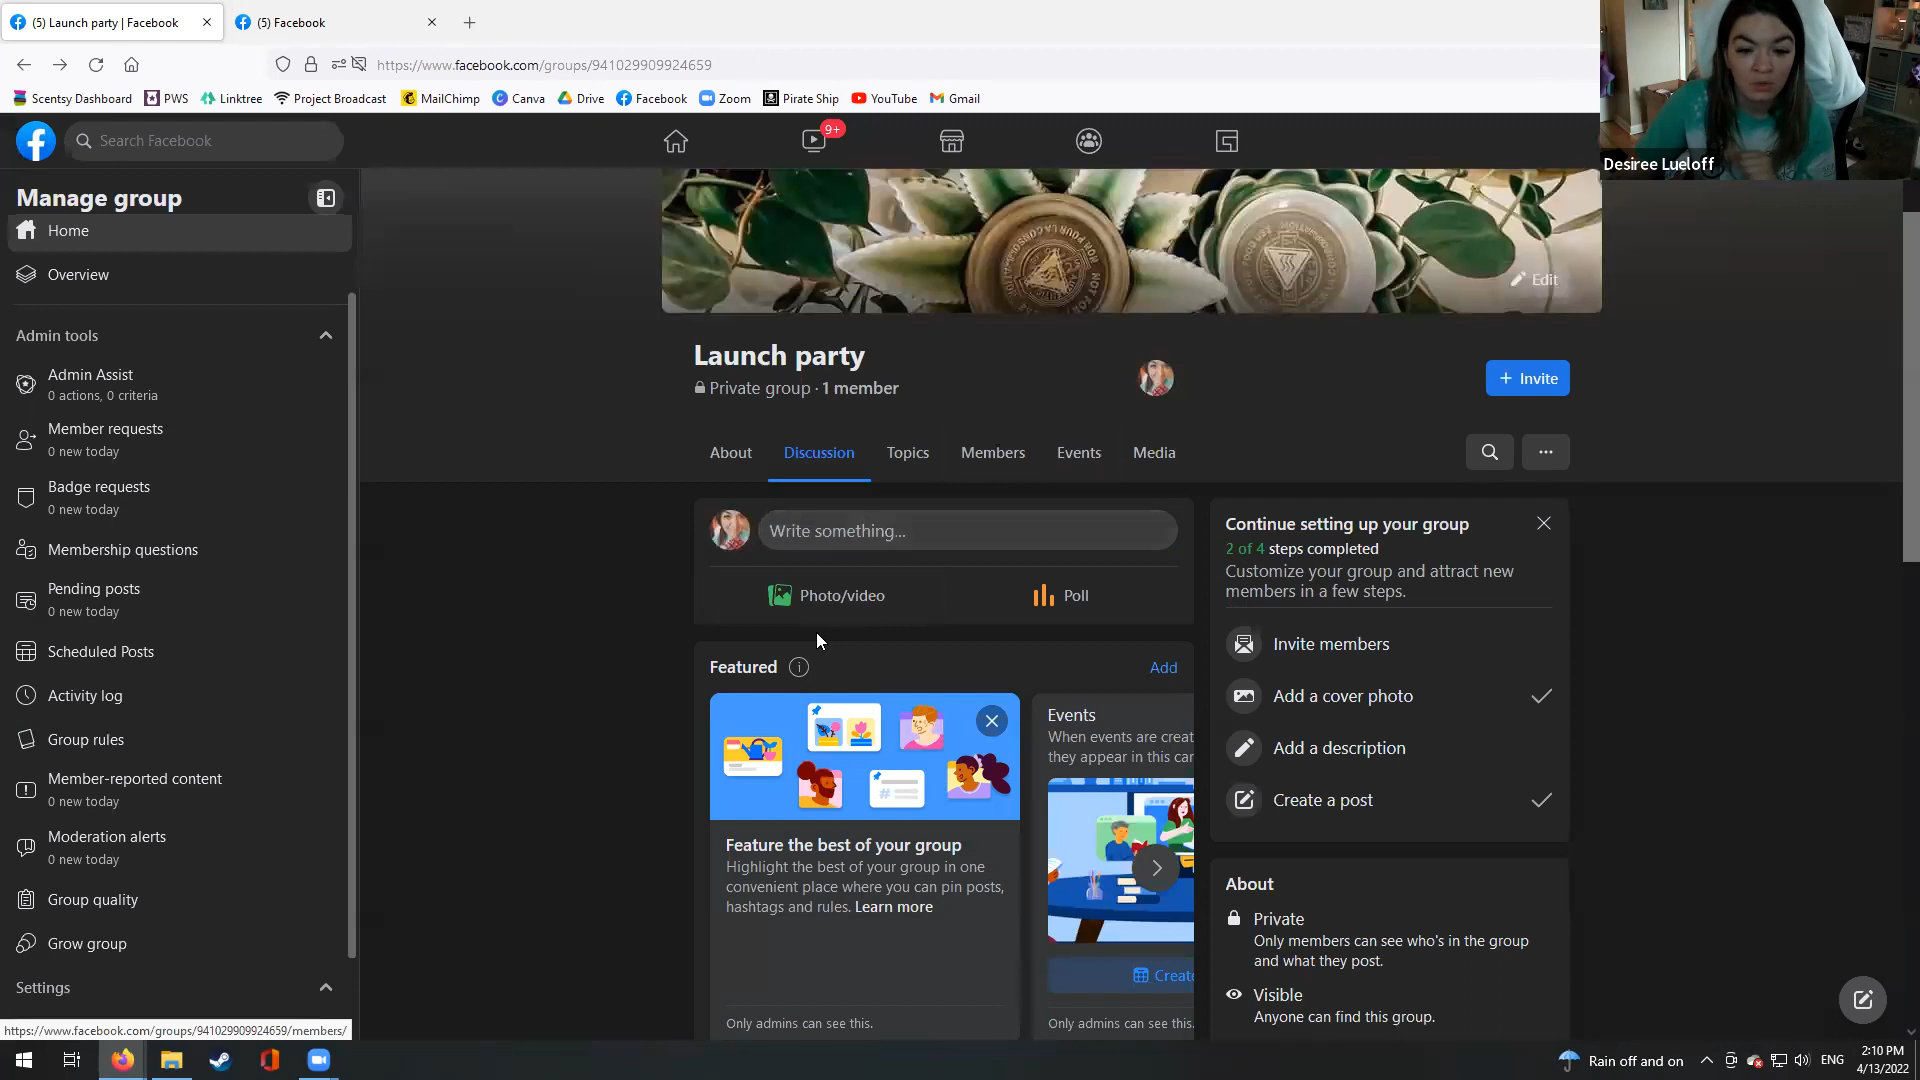 (5) Launch party | Facebook
(5) Facebook
https://www.facebook.com/groups/941029909924659
Scentsy Dashboard
PWS
Linktree
Project Broadcast
MailChimp
Canva
Drive
Facebook
Zoom
Pirate Ship
YouTube
Gmail
Desiree Lueloff
Search Facebook
9+
Manage group
Home
Overview
Admin tools
Admin Assist
0 actions, 0 criteria
Member requests
0 new today
Badge requests
0 new today
Membership questions
Pending posts
0 new today
Scheduled Posts
Activity log
Group rules
Member-reported content
0 new today
Moderation alerts
0 new today
Group quality
Grow group
Settings
https://www.facebook.com/groups/941029909924659/members/
Edit
Launch party
Private group · 1 member
+ Invite
About
Discussion
Topics
Members
Events
Media
Write something...
Photo/video
Poll
Featured
Add
Feature the best of your group
Highlight the best of your group in one
convenient place where you can pin posts,
hashtags and rules. Learn more
Only admins can see this.
Events
When events are creat
they appear in this car
Create
Only admins can see this.
Continue setting up your group
2 of 4 steps completed
Customize your group and attract new
members in a few steps.
Invite members
Add a cover photo
Add a description
Create a post
About
Private
Only members can see who's in the group
and what they post.
Visible
Anyone can find this group.
Rain off and on
ENG
2:10 PM
4/13/2022